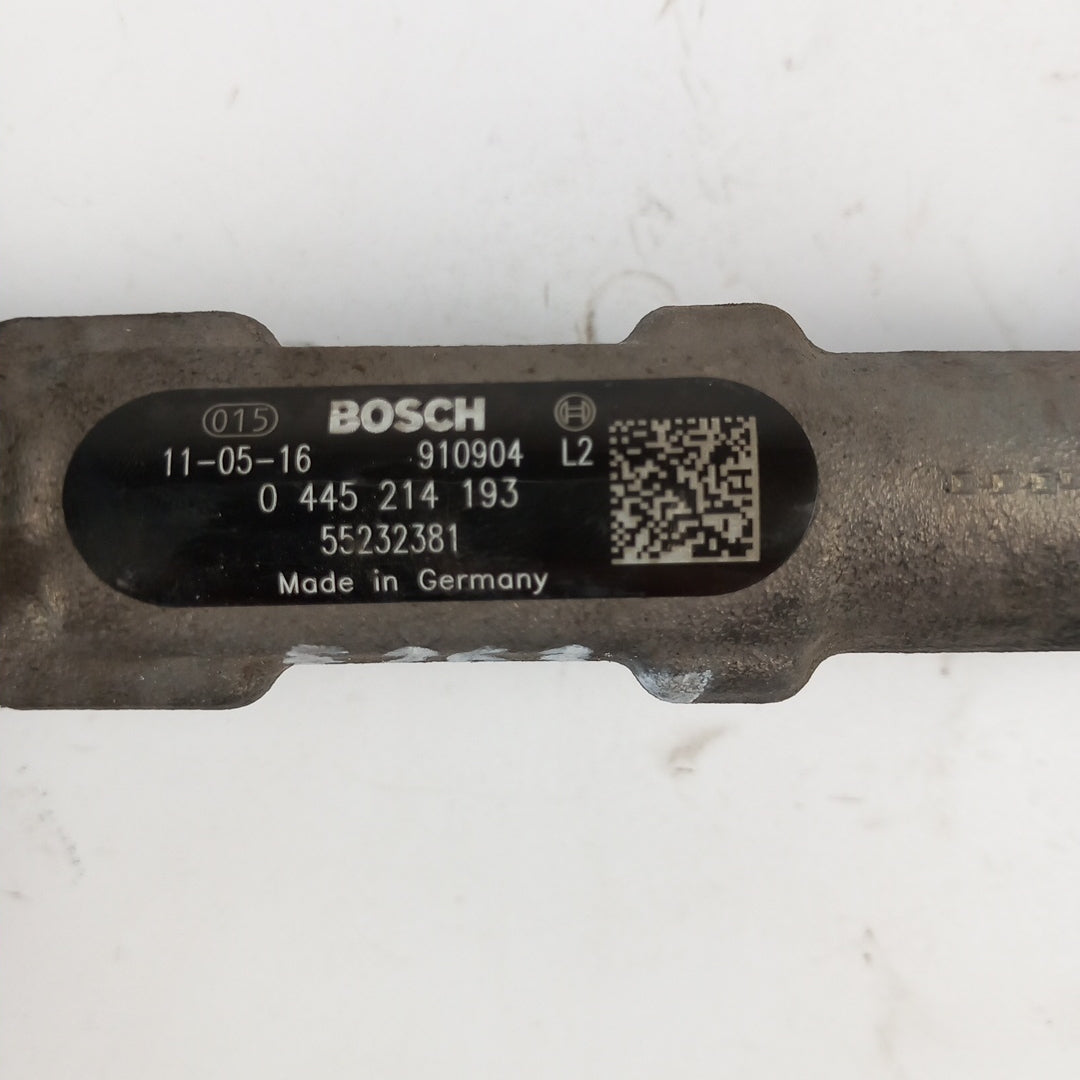 015 BOSCH
11-05-16 910904 L2
0 445 214 193
55232381
Made in Germany